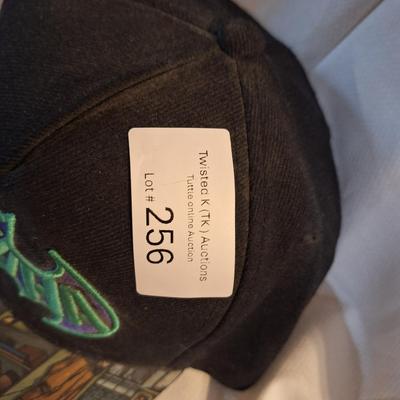 Twisted K (TK) Auctions
Tuttle online Auction
Lot # 256